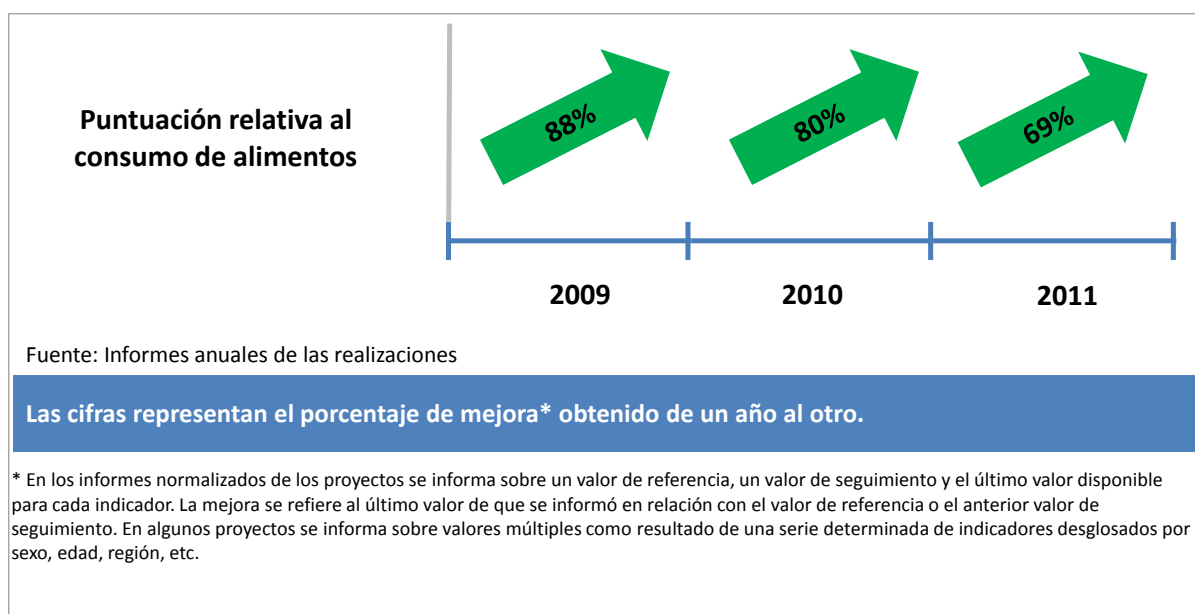 Puntuación relativa al
consumo de alimentos
88%
80%
69%
2009
2010
2011
Fuente: Informes anuales de las realizaciones
Las cifras representan el porcentaje de mejora* obtenido de un año al otro.
* En los informes normalizados de los proyectos se informa sobre un valor de referencia, un valor de seguimiento y el último valor disponible
para cada indicador. La mejora se refiere al último valor de que se informó en relación con el valor de referencia o el anterior valor de
seguimiento. En algunos proyectos se informa sobre valores múltiples como resultado de una serie determinada de indicadores desglosados por
sexo, edad, región, etc.